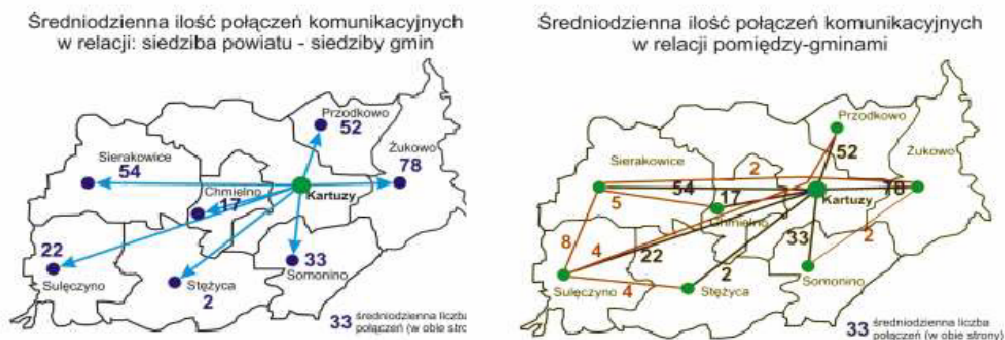 Średniodzienna ilość połączeń komunikacyjnych
w relacji: siedziba powiatu - siedziby gmin
Przodkowo
52
Żukowo
78
Sierakowice
54
Chmielno
17
Kartuzy
22
Sulęczyno
33
Somonino
Stężyca
2
33 średniodzienna liczba
połączeń (w obie stron
Średniodzienna ilość połączeń komunikacyjnych
w relacji pomiędzy-gminami
Przodkowo
52
Żukowo
Sierakowice
2
78
54
17
5
Kartuzy
Chmielno
33
2
8
4
22
2
Somonino
Sulęczyno
4
Stężyca
33 średniodzienna liczba
połączeń (w obie strony)